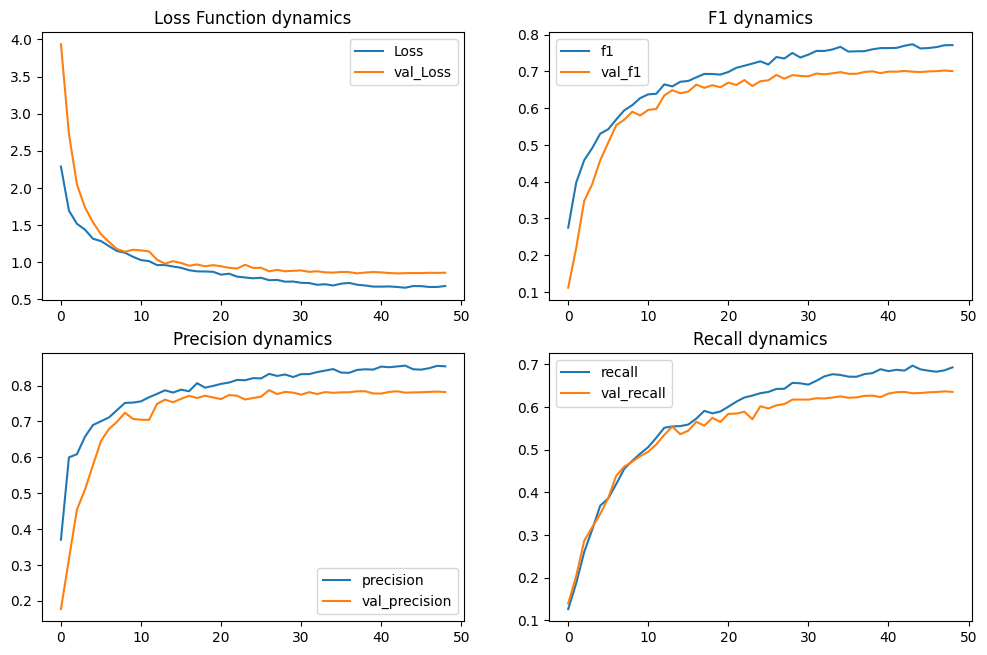 Loss Function dynamics
4.0
3.5
3.0
2.5
2.0
1.5
1.0
0.5
0 10 20 30 40 50
Loss
val_Loss
F1 dynamics
0.8
0.7
0.6
0.5
0.4
0.3
0.2
0.1
0 10 20 30 40 50
f1
val_f1
Precision dynamics
0.8
0.7
0.6
0.5
0.4
0.3
0.2
0 10 20 30 40 50
precision
val_precision
Recall dynamics
0.7
0.6
0.5
0.4
0.3
0.2
0.1
0 10 20 30 40 50
recall
val_recall